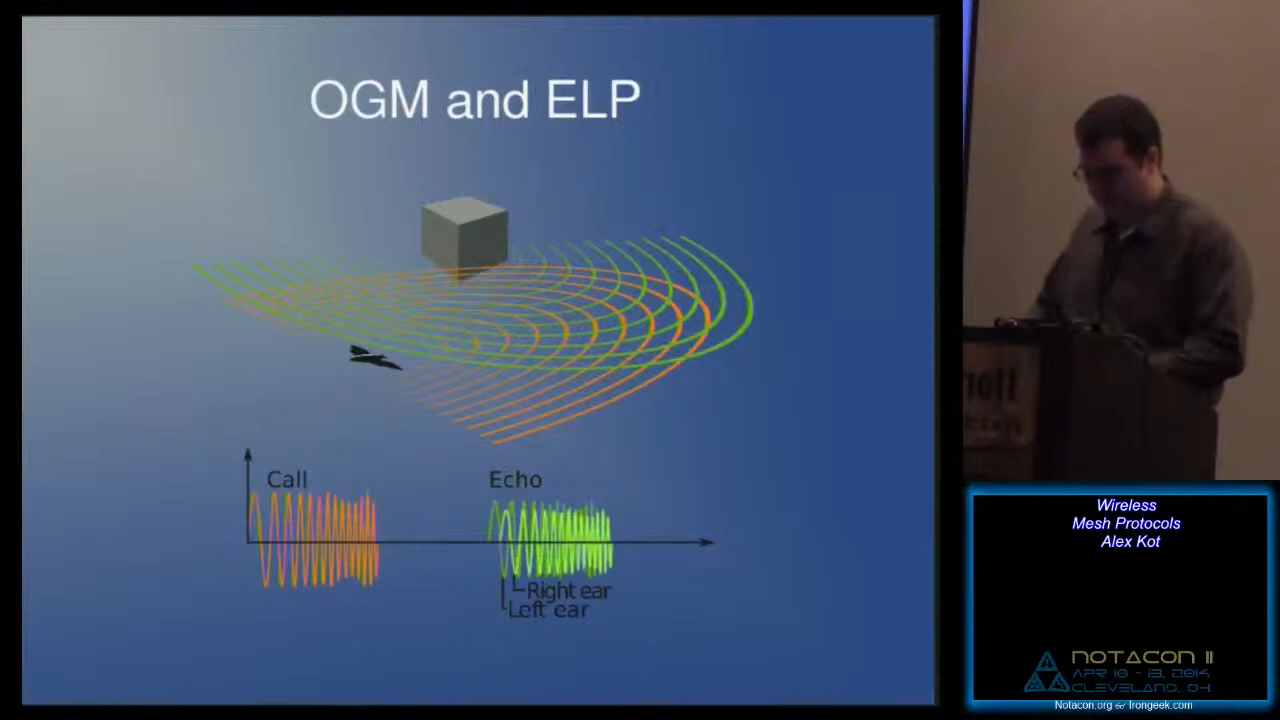 OGM and ELP
Call
Echo
Right ear
Left ear
Wireless
Mesh Protocols
Alex Kot
NOTACON 11
APR 10 - 13, 2014
CLEVELAND, OH
Notacon.org & Irongeek.com